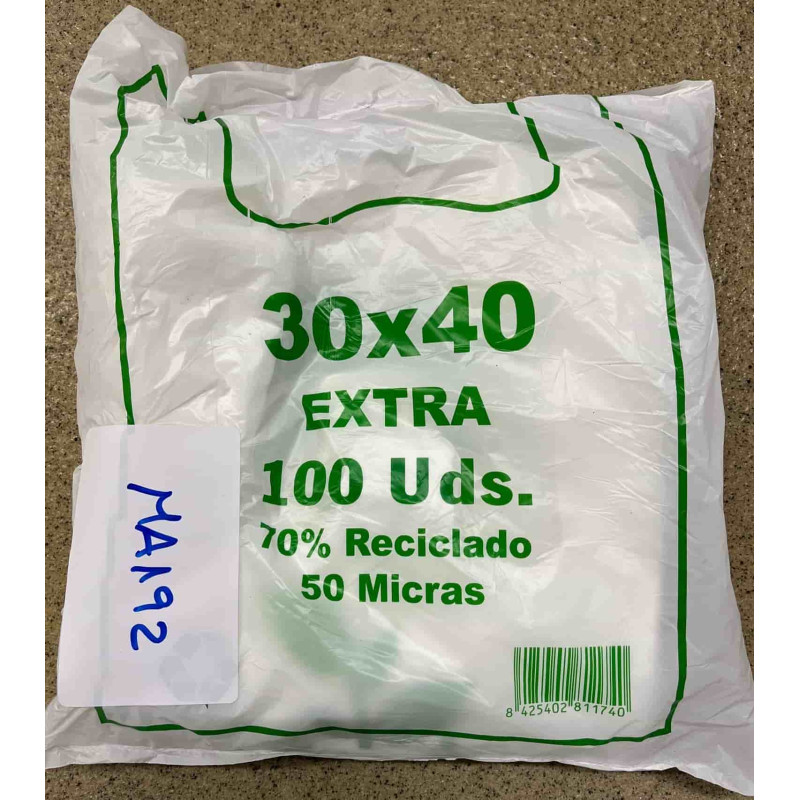 30x40
EXTRA
100 Uds.
70% Reciclado
50 Micras
MA192
8 425402 811740